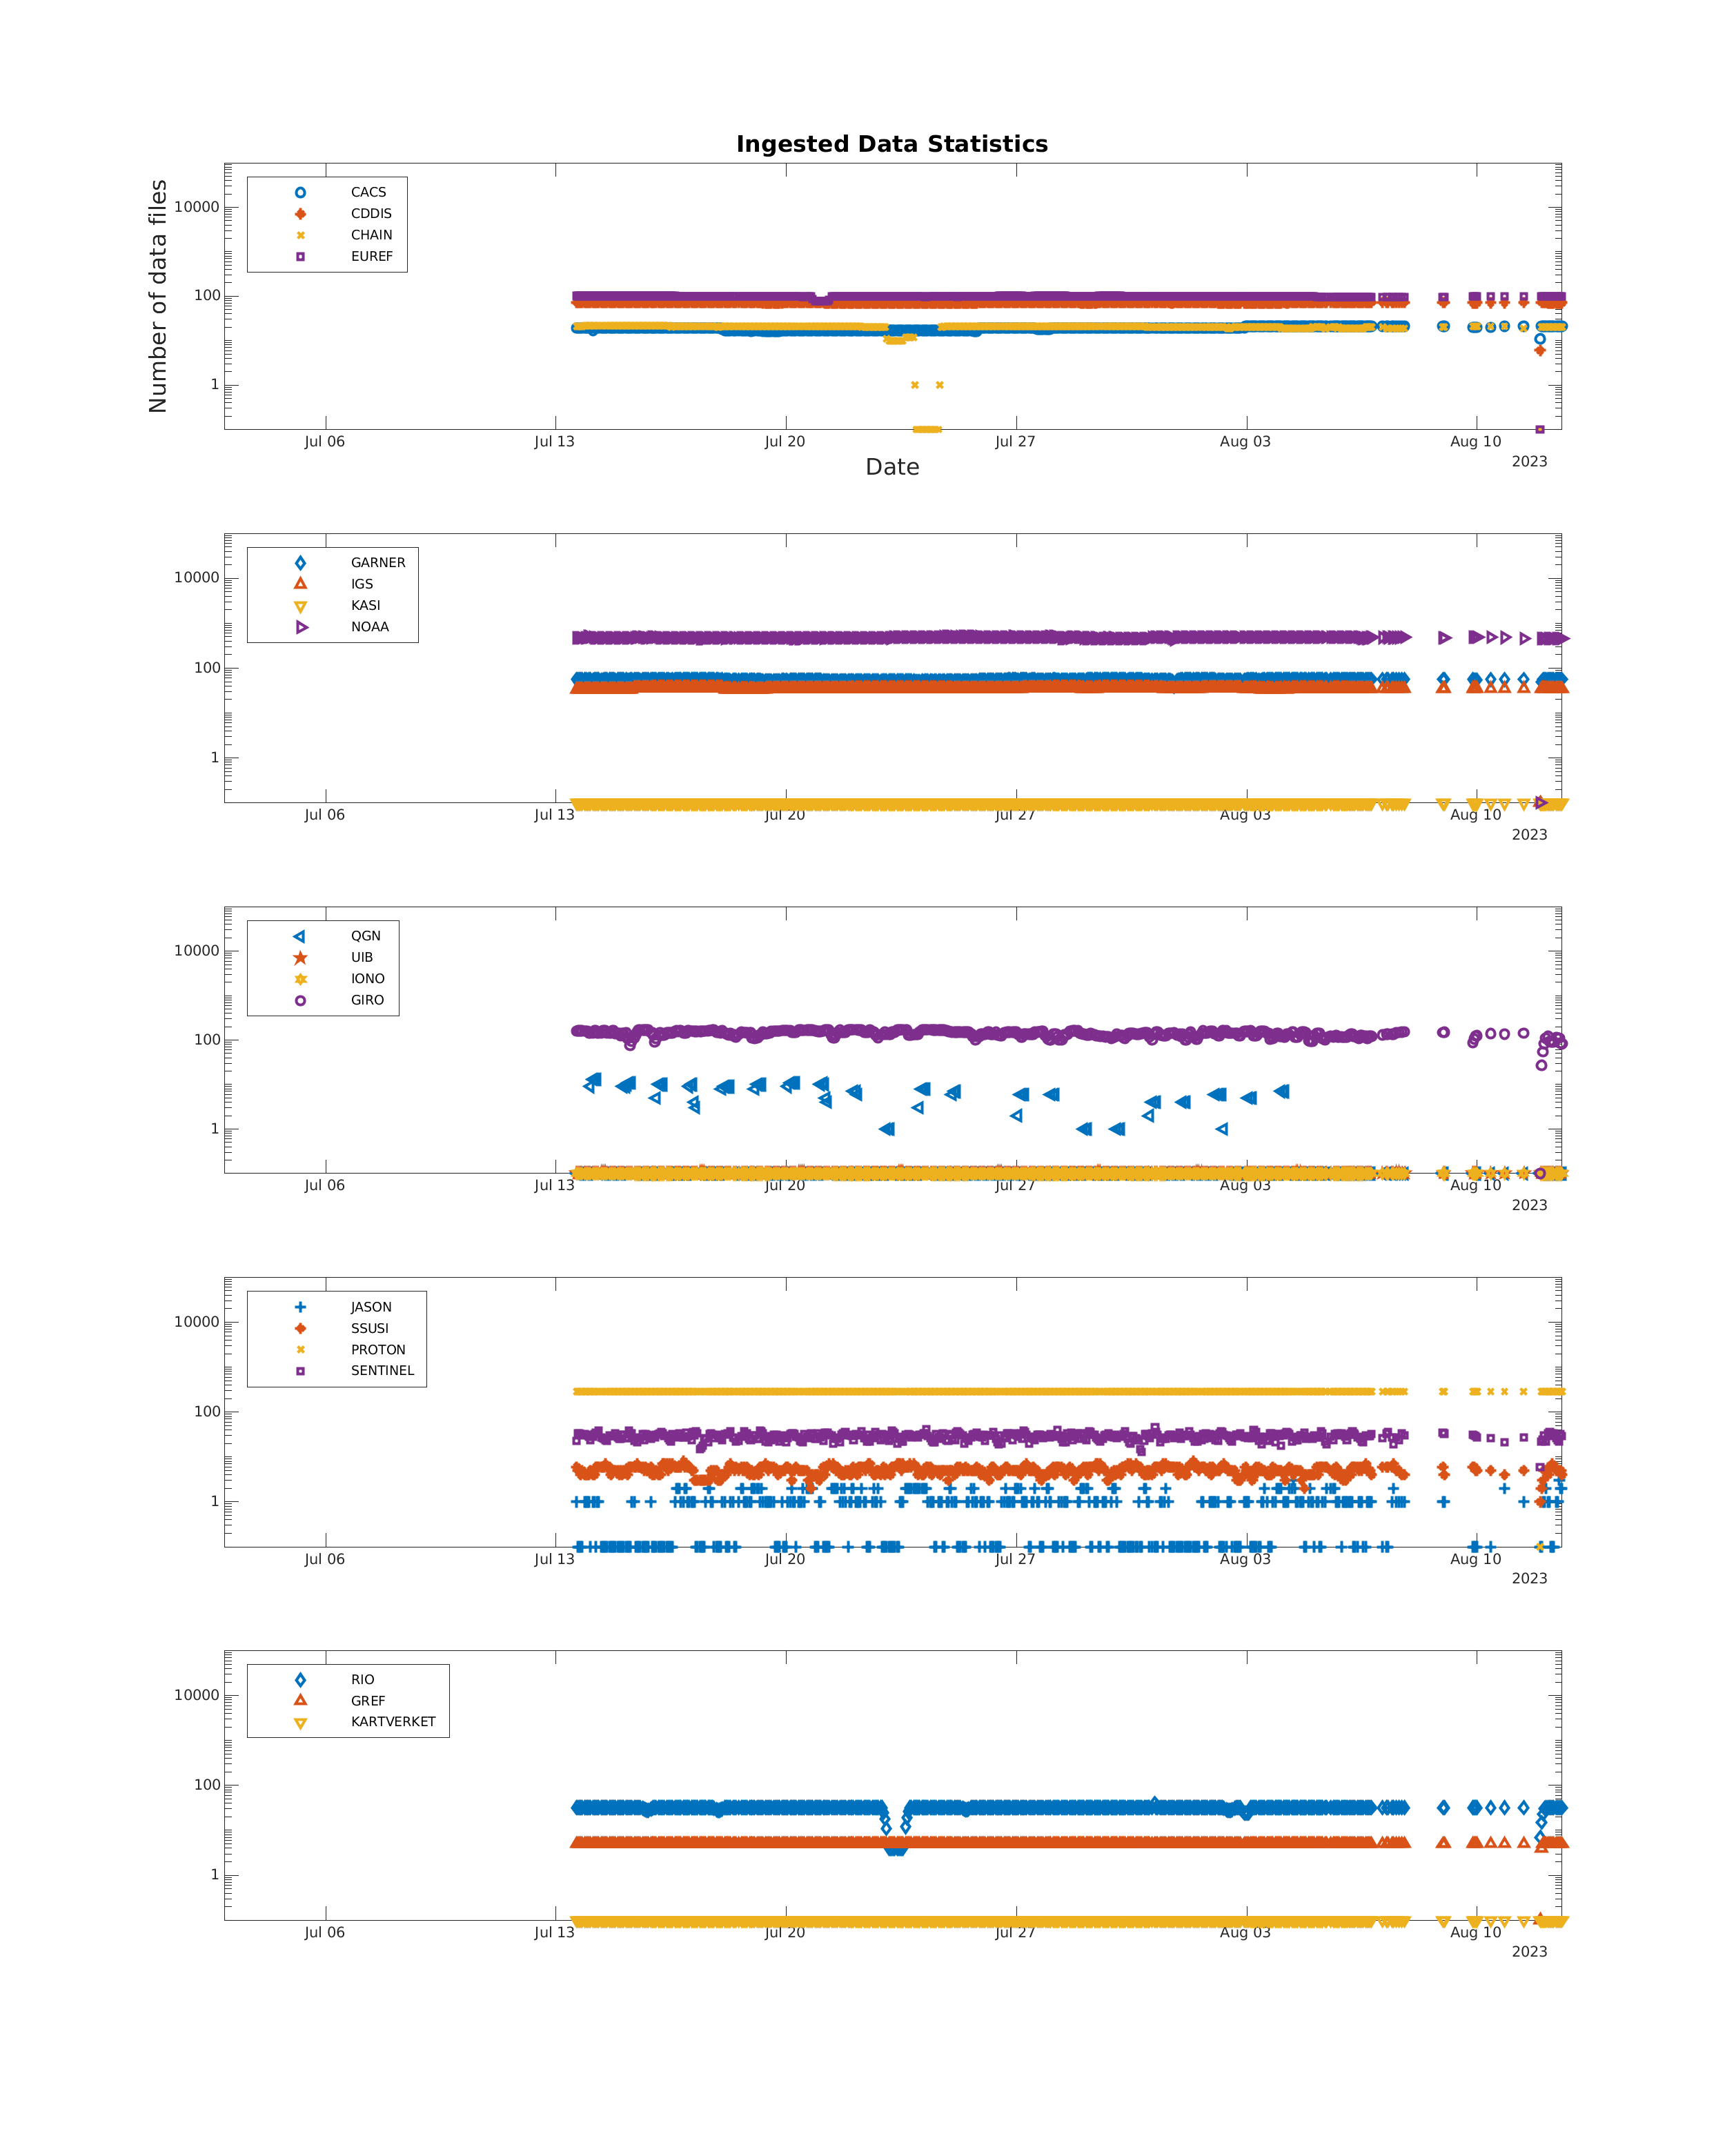 Ingested Data Statistics
Number of data files
CACS
CDDIS
CHAIN
EUREF
10000
100
1
Jul 06 Jul 13 Jul 20 Jul 27 Aug 03 Aug 10
2023
Date
GARNER
IGS
KASI
NOAA
10000
100
1
Jul 06 Jul 13 Jul 20 Jul 27 Aug 03 Aug 10
2023
QGN
UIB
IONO
GIRO
10000
100
1
Jul 06 Jul 13 Jul 20 Jul 27 Aug 03 Aug 10
2023
JASON
SSUSI
PROTON
SENTINEL
10000
100
1
Jul 06 Jul 13 Jul 20 Jul 27 Aug 03 Aug 10
2023
RIO
GREF
KARTVERKET
10000
100
1
Jul 06 Jul 13 Jul 20 Jul 27 Aug 03 Aug 10
2023